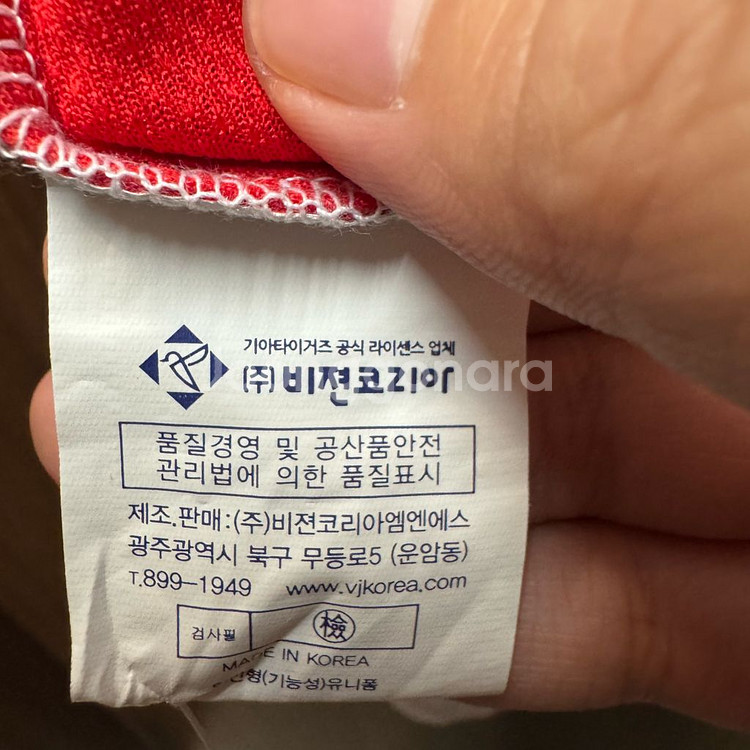 기아타이거즈 공식 라이센스 업체
(주)비젼코리아
품질경영 및 공산품안전
관리법에 의한 품질표시
제조.판매:(주)비젼코리아엠엔에스
광주광역시 북구 무등로5 (운암동)
T.899-1949 www.vjkorea.com
검사필 檢
MADE IN KOREA
(기능성)유니폼